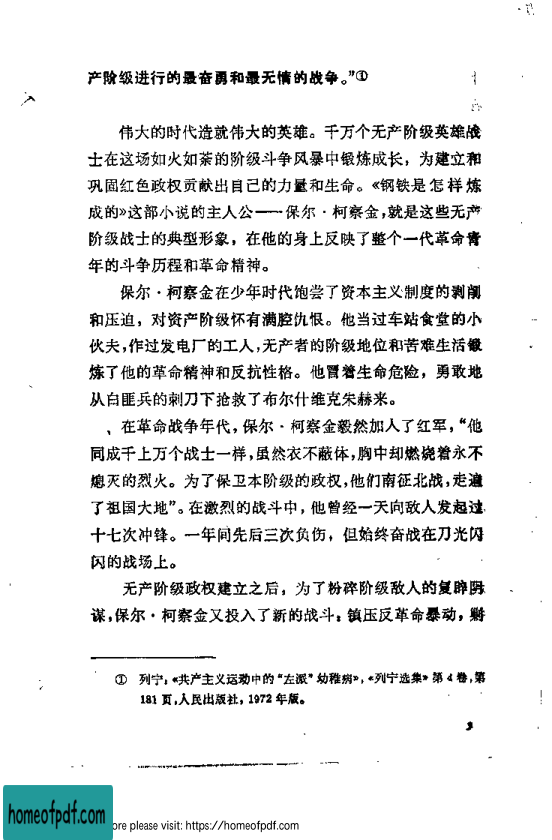 产阶级进行的最奋勇和最无情的战争。”①
伟大的时代造就伟大的英雄。千万个无产阶级英雄战
士在这场如火如荼的阶级斗争风暴中锻炼成长，为建立和
巩固红色政权贡献出自己的力量和生命。《钢铁是怎样炼
成的》这部小说的主人公——保尔·柯察金，就是这些无产
阶级战士的典型形象，在他的身上反映了整个一代革命青
年的斗争历程和革命精神。
保尔·柯察金在少年时代饱尝了资本主义制度的剥削
和压迫，对资产阶级怀有满腔仇恨。他当过车站食堂的小
伙夫，作过发电厂的工人，无产者的阶级地位和苦难生活锻
炼了他的革命精神和反抗性格。他冒着生命危险，勇敢地
从白匪兵的刺刀下抢救了布尔什维克朱赫来。
在革命战争年代，保尔·柯察金毅然加入了红军，“他
同成千上万个战士一样，虽然衣不蔽体，胸中却燃烧着永不
熄灭的烈火。为了保卫本阶级的政权，他们南征北战，走遍
了祖国大地”。在激烈的战斗中，他曾经一天向敌人发起过
十七次冲锋。一年间先后三次负伤，但始终奋战在刀光闪
闪的战场上。
无产阶级政权建立之后，为了粉碎阶级敌人的复辟阴
谋，保尔·柯察金又投入了新的战斗：镇压反革命暴动，剿
① 列宁：《共产主义运动中的“左派”幼稚病》，《列宁选集》第4卷，第
181页，人民出版社，1972年版。
3
homeofpdf.com
ore please visit: https://homeofpdf.com